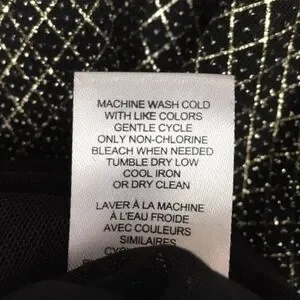 MACHINE WASH COLD
WITH LIKE COLORS
GENTLE CYCLE
ONLY NON-CHLORINE
BLEACH WHEN NEEDED
TUMBLE DRY LOW
COOL IRON
OR DRY CLEAN
LAVER À LA MACHINE
À L'EAU FROIDE
AVEC COULEURS
SIMILAIRES